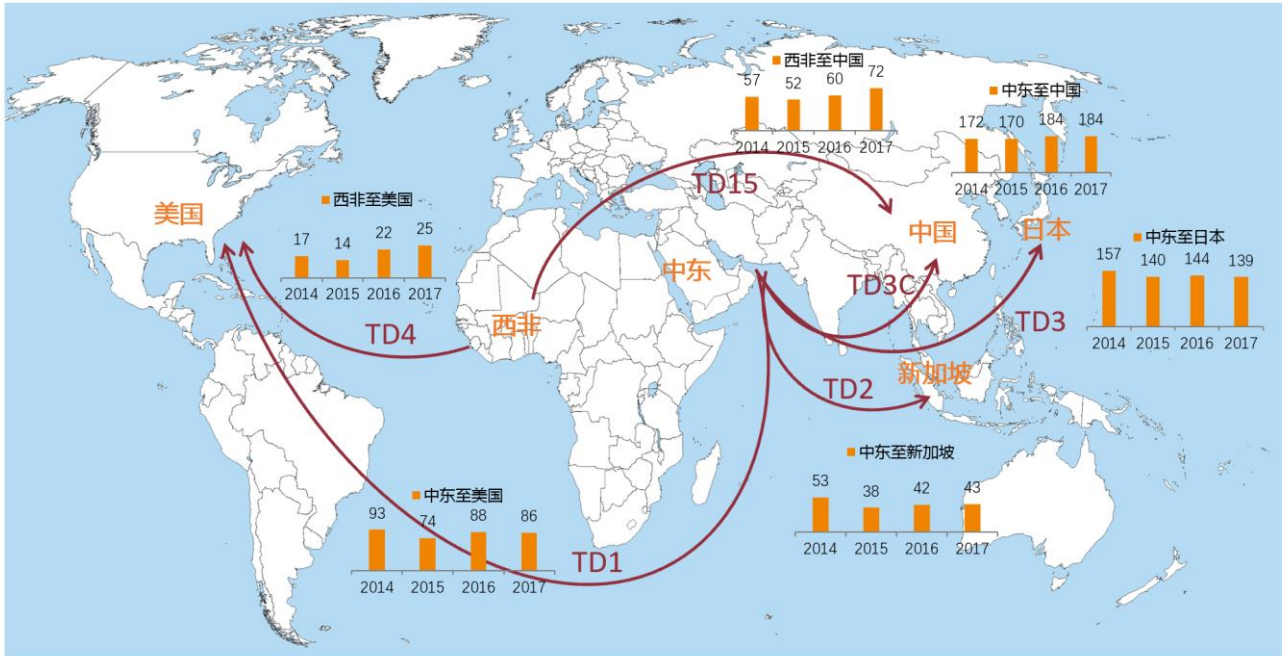 西非至中国
57 52 60 72
2014 2015 2016 2017
中东至中国
172 170 184 184
2014 2015 2016 2017
TD15
美国
西非至美国
17 14 22 25
2014 2015 2016 2017
中国
日本
中东
中东至日本
157 140 144 139
2014 2015 2016 2017
TD3C
TD3
西非
TD4
新加坡
TD2
中东至新加坡
53 38 42 43
2014 2015 2016 2017
中东至美国
93 74 88 86
2014 2015 2016 2017
TD1